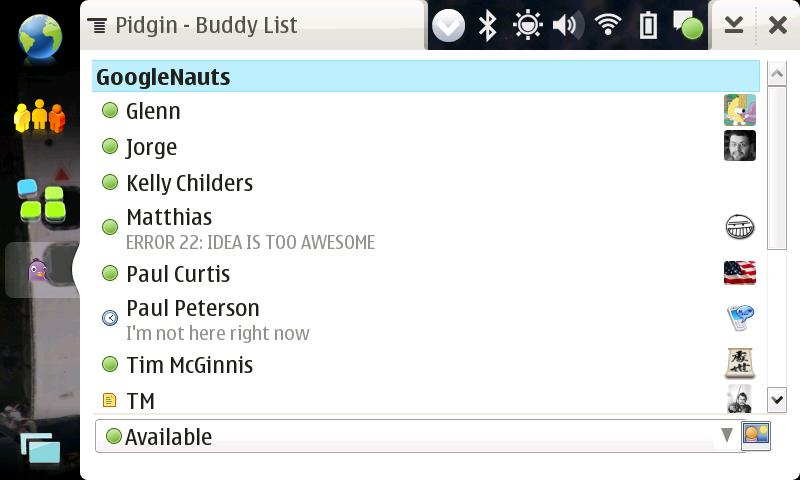 Pidgin - Buddy List
GoogleNauts
Glenn
Jorge
Kelly Childers
Matthias
ERROR 22: IDEA IS TOO AWESOME
Paul Curtis
Paul Peterson
I'm not here right now
Tim McGinnis
TM
Available